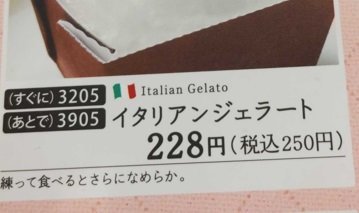 Italian Gelato
(すぐに) 3205
(あとで) 3905
イタリアンジェラート
228円(税込250円)
練って食べるとさらになめらか。